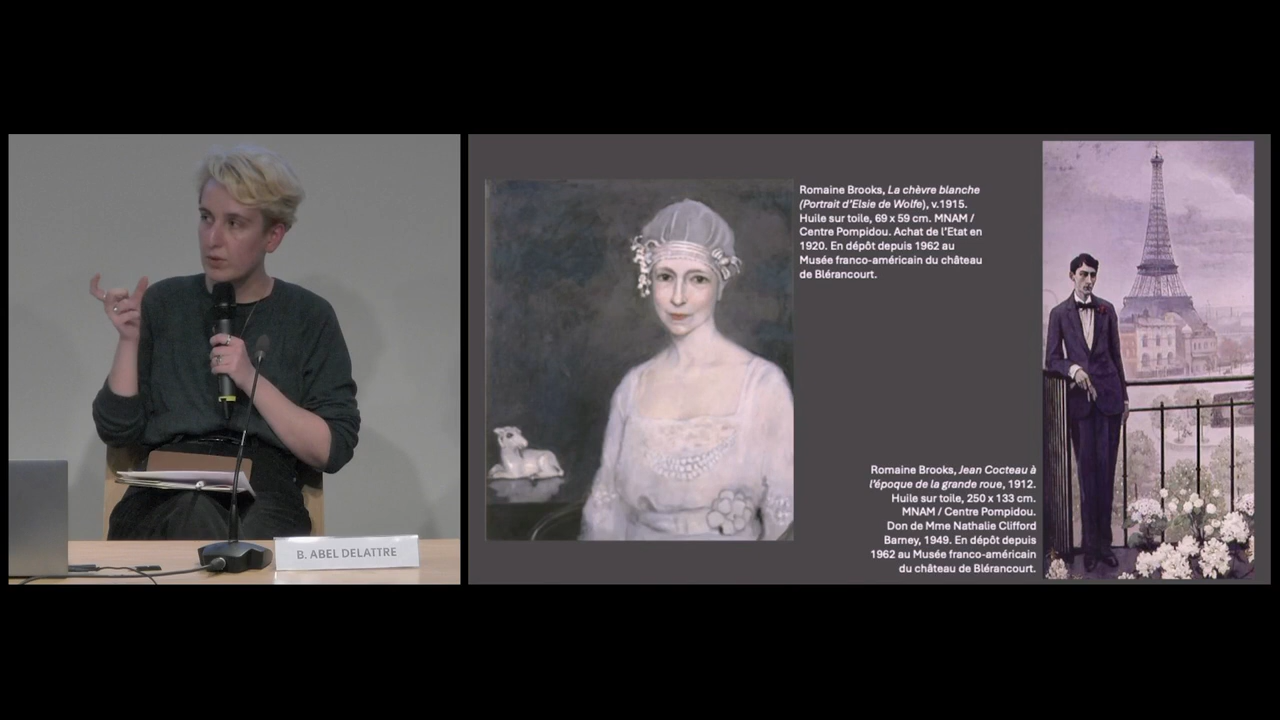 B. ABEL DELATTRE
Romaine Brooks, La chèvre blanche
(Portrait d'Elsie de Wolfe), v.1915.
Huile sur toile, 69 x 59 cm. MNAM /
Centre Pompidou. Achat de l'Etat en
1920. En dépôt depuis 1962 au
Musée franco-américain du château
de Blérancourt.
Romaine Brooks, Jean Cocteau à
l'époque de la grande roue, 1912.
Huile sur toile, 250 x 133 cm.
MNAM / Centre Pompidou.
Don de Mme Nathalie Clifford
Barney, 1949. En dépôt depuis
1962 au Musée franco-américain
du château de Blérancourt.